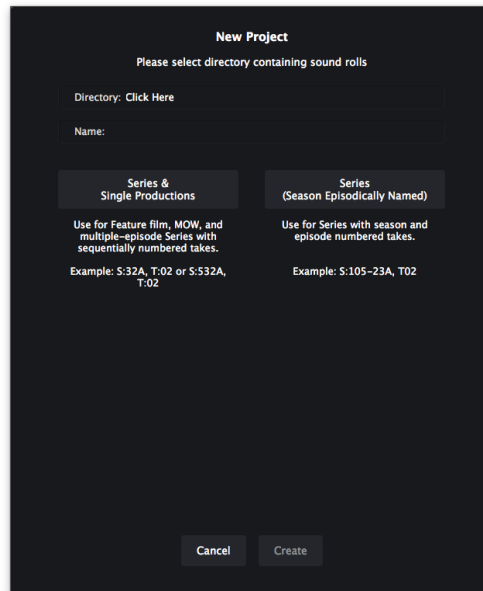 New Project
Please select directory containing sound rolls
Directory: Click Here
Name:
Series &
Single Productions
Series
(Season Episodically Named)
Use for Feature film, MOW, and
multiple-episode Series with
sequentially numbered takes.
Example: S:32A, T:02 or S:532A,
T:02
Use for Series with season and
episode numbered takes.
Example: S:105-23A, T02
Cancel
Create